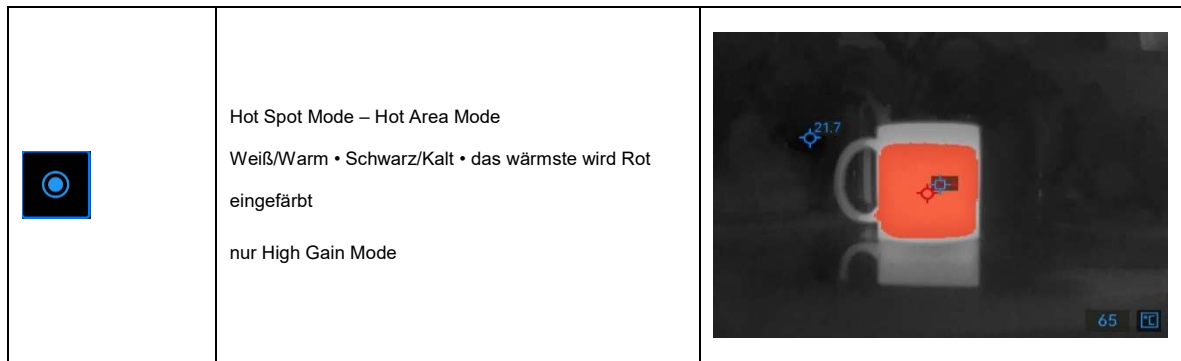 Hot Spot Mode – Hot Area Mode
Weiß/Warm • Schwarz/Kalt • das wärmste wird Rot
eingefärbt
nur High Gain Mode
21.7
65 °C